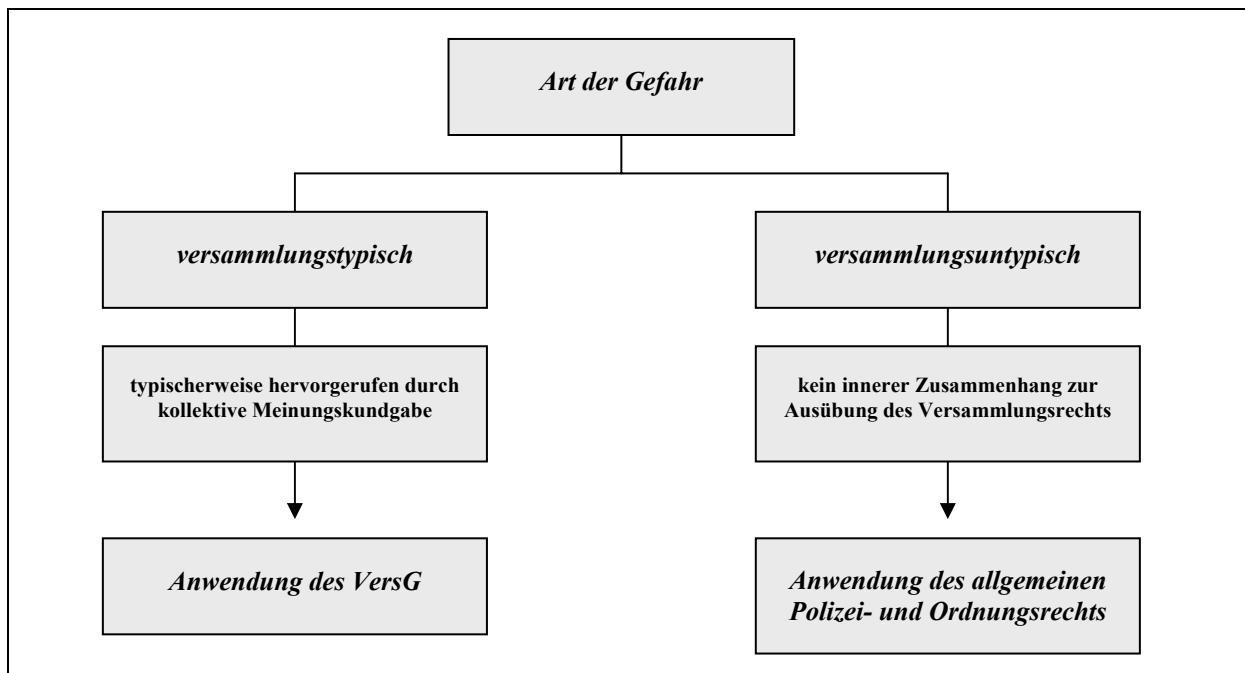 Art der Gefahr
versammlungstypisch
versammlungsuntypisch
typischerweise hervorgerufen durch
kollektive Meinungskundgabe
kein innerer Zusammenhang zur
Ausübung des Versammlungsrechts
Anwendung des VersG
Anwendung des allgemeinen
Polizei- und Ordnungsrechts